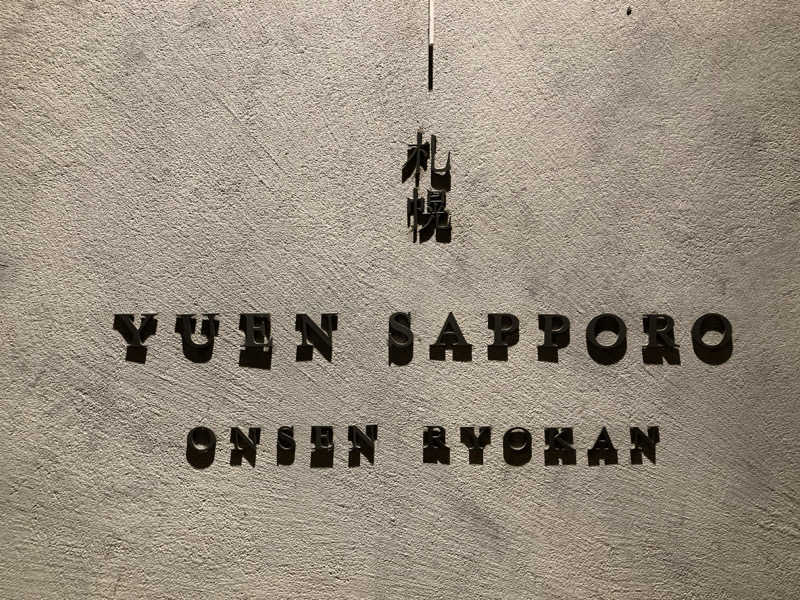 札幌
YUEN SAPPORO
ONSEN RYOKAN